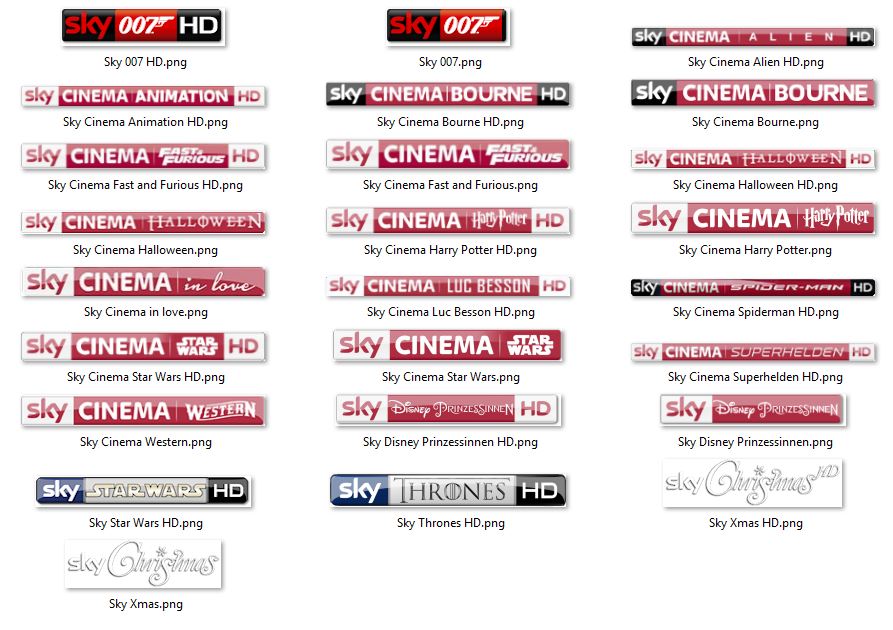 sky 007 HD
Sky 007 HD.png
sky 007
Sky 007.png
sky CINEMA ALIEN HD
Sky Cinema Alien HD.png
sky CINEMA ANIMATION HD
Sky Cinema Animation HD.png
sky CINEMA BOURNE HD
Sky Cinema Bourne HD.png
sky CINEMA BOURNE
Sky Cinema Bourne.png
sky CINEMA FAST & FURIOUS HD
Sky Cinema Fast and Furious HD.png
sky CINEMA FAST & FURIOUS
Sky Cinema Fast and Furious.png
sky CINEMA HALLOWEEN HD
Sky Cinema Halloween HD.png
sky CINEMA HALLOWEEN
Sky Cinema Halloween.png
sky CINEMA Harry Potter HD
Sky Cinema Harry Potter HD.png
sky CINEMA Harry Potter
Sky Cinema Harry Potter.png
sky CINEMA in love
Sky Cinema in love.png
sky CINEMA LUC BESSON HD
Sky Cinema Luc Besson HD.png
sky CINEMA SPIDER-MAN HD
Sky Cinema Spiderman HD.png
sky CINEMA STAR WARS HD
Sky Cinema Star Wars HD.png
sky CINEMA STAR WARS
Sky Cinema Star Wars.png
sky CINEMA SUPERHELDEN HD
Sky Cinema Superhelden HD.png
sky CINEMA WESTERN
Sky Cinema Western.png
sky DISNEY PRINZESSINNEN HD
Sky Disney Prinzessinnen HD.png
sky DISNEY PRINZESSINNEN
Sky Disney Prinzessinnen.png
sky STAR WARS HD
Sky Star Wars HD.png
sky THRONES HD
Sky Thrones HD.png
sky Christmas HD
Sky Xmas HD.png
sky Christmas
Sky Xmas.png